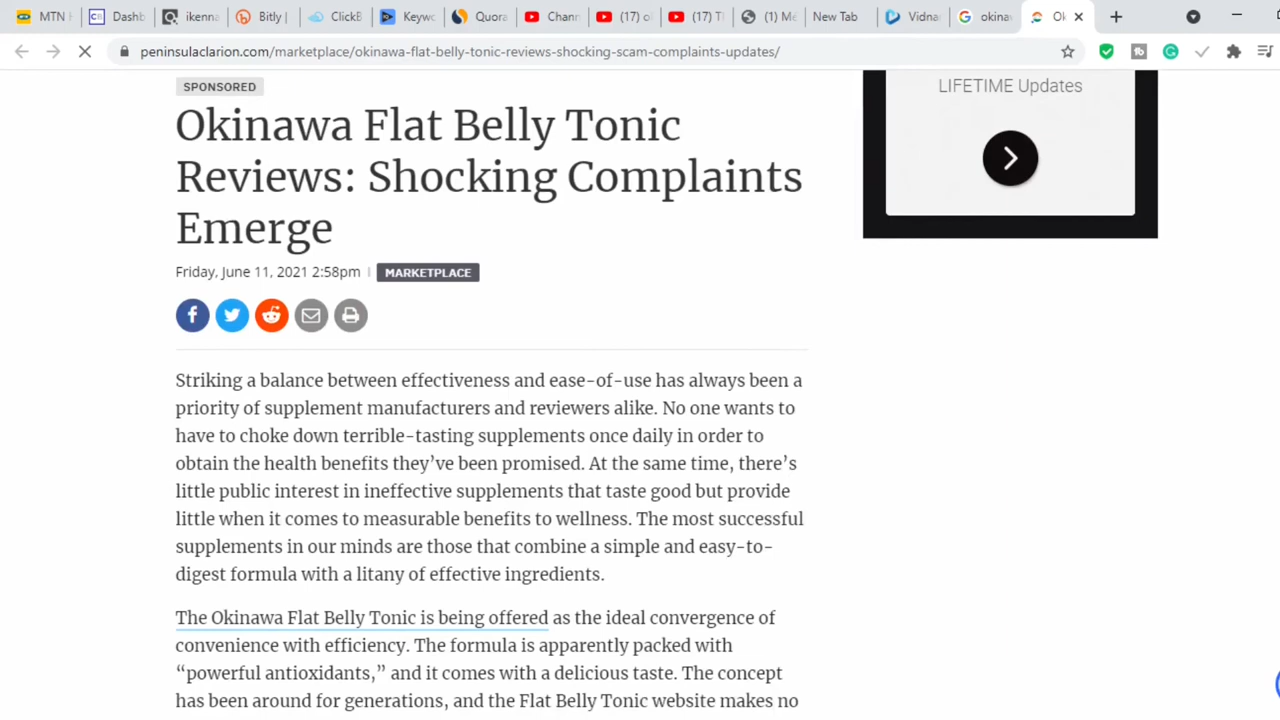 MTN
Dashb
ikenna
Bitly |
ClickB
Keywo
Quora
Chann
(17) o
(17) T
(1) Me
New Tab
Vidna
okinav
Ok
peninsulaclarion.com/marketplace/okinawa-flat-belly-tonic-reviews-shocking-scam-complaints-updates/
SPONSORED
Okinawa Flat Belly Tonic
Reviews: Shocking Complaints
Emerge
Friday, June 11, 2021 2:58pm | MARKETPLACE
Striking a balance between effectiveness and ease-of-use has always been a
priority of supplement manufacturers and reviewers alike. No one wants to
have to choke down terrible-tasting supplements once daily in order to
obtain the health benefits they’ve been promised. At the same time, there’s
little public interest in ineffective supplements that taste good but provide
little when it comes to measurable benefits to wellness. The most successful
supplements in our minds are those that combine a simple and easy-to-
digest formula with a litany of effective ingredients.
The Okinawa Flat Belly Tonic is being offered as the ideal convergence of
convenience with efficiency. The formula is apparently packed with
“powerful antioxidants,” and it comes with a delicious taste. The concept
has been around for generations, and the Flat Belly Tonic website makes no
LIFETIME Updates